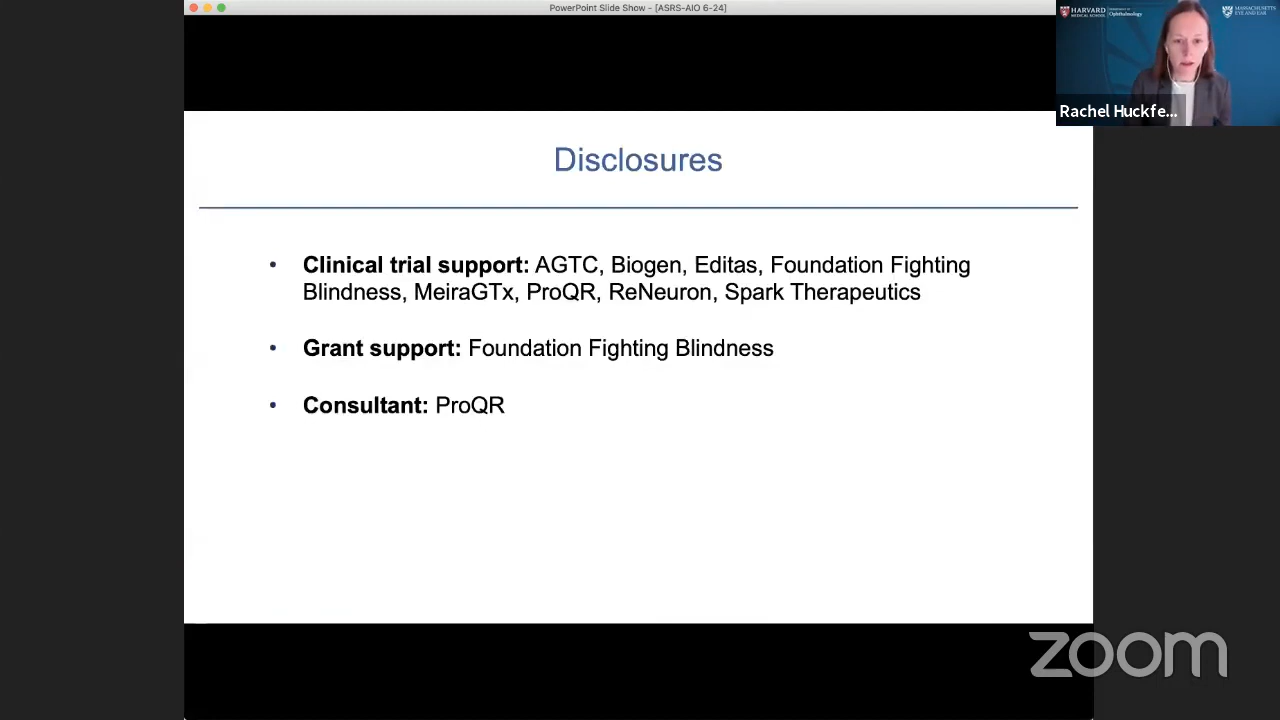 PowerPoint Slide Show - [ASRS-AIO 6-24]
HARVARD
MEDICAL SCHOOL
Ophthalmology
MASSACHUSETTS
EYE AND EAR
Rachel Huckfe...
Disclosures
• Clinical trial support: AGTC, Biogen, Editas, Foundation Fighting
Blindness, MeiraGTx, ProQR, ReNeuron, Spark Therapeutics
• Grant support: Foundation Fighting Blindness
• Consultant: ProQR
zoom